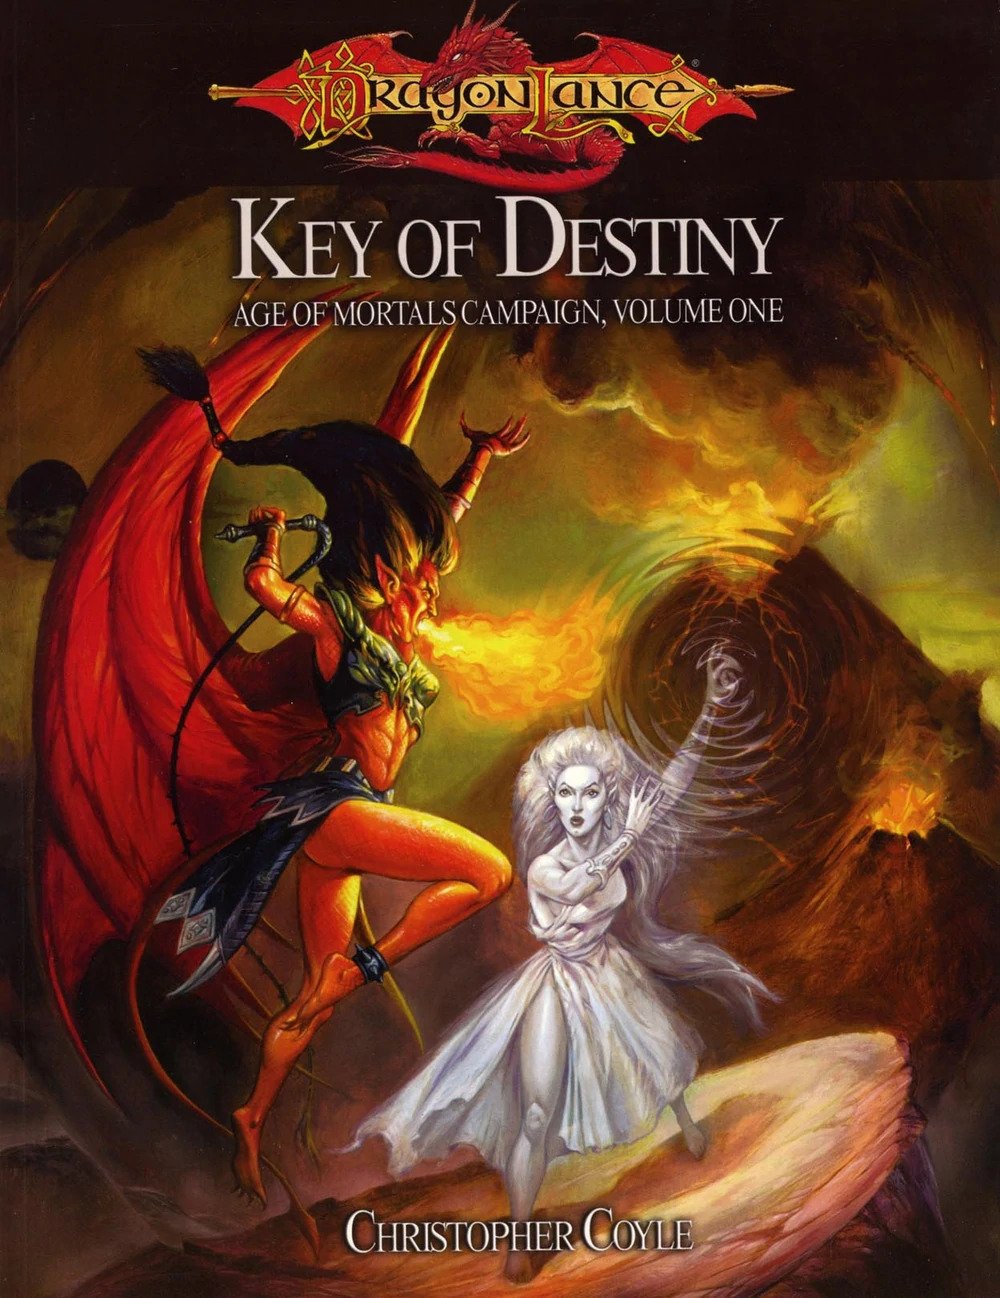 DRAGONLANCE®
KEY OF DESTINY
AGE OF MORTALS CAMPAIGN, VOLUME ONE
CHRISTOPHER COYLE